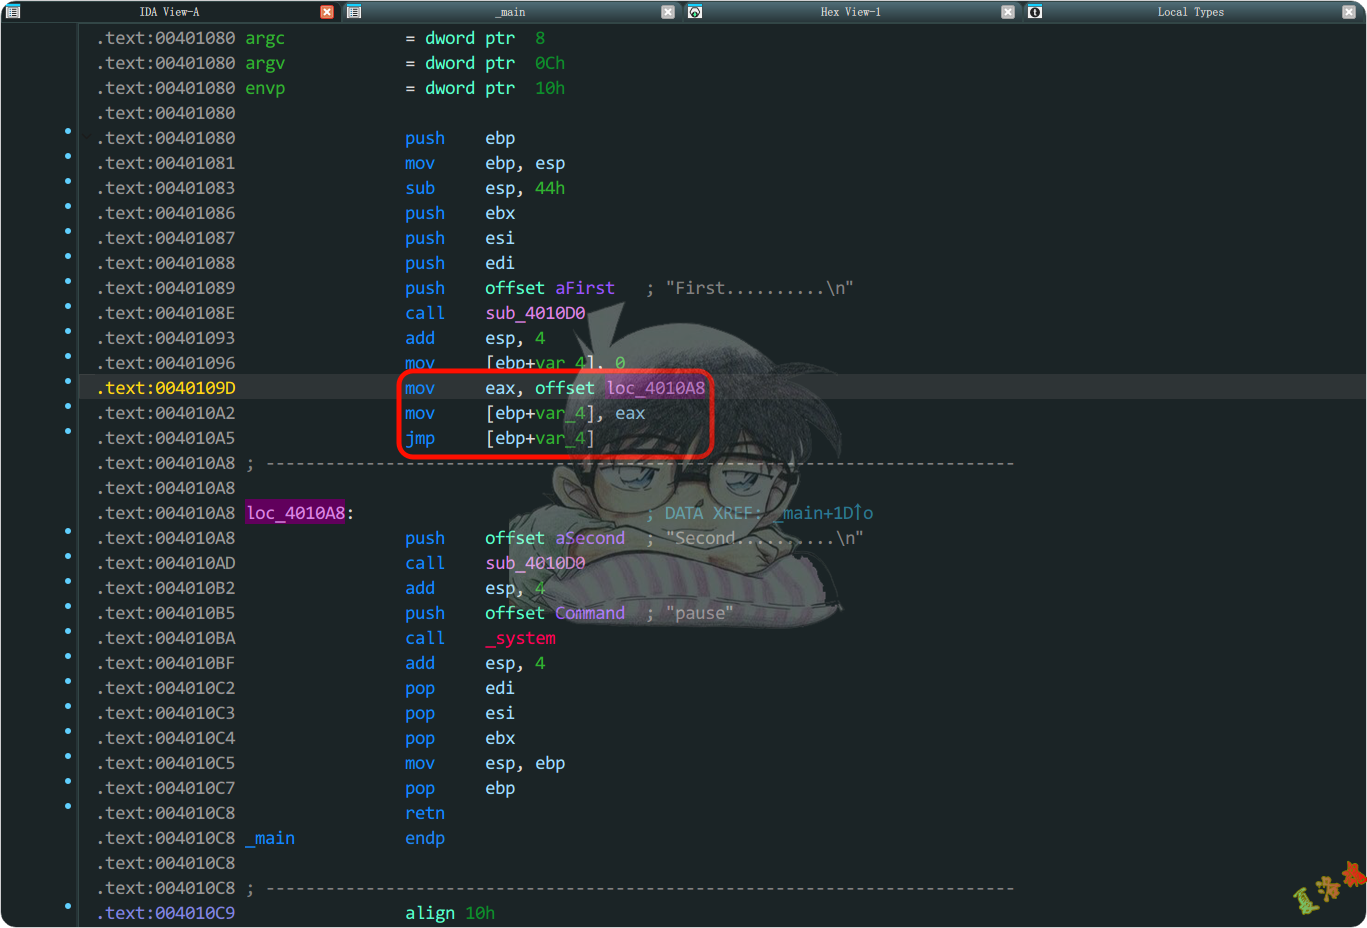 IDA View-A _main Hex View-1 Local Types
.text:00401080 argc = dword ptr 8
.text:00401080 argv = dword ptr 0Ch
.text:00401080 envp = dword ptr 10h
.text:00401080
.text:00401080 push ebp
.text:00401081 mov ebp, esp
.text:00401083 sub esp, 44h
.text:00401086 push ebx
.text:00401087 push esi
.text:00401088 push edi
.text:00401089 push offset aFirst ; "First..........\n"
.text:0040108E call sub_4010D0
.text:00401093 add esp, 4
.text:00401096 mov [ebp+var_4], 0
.text:0040109D mov eax, offset loc_4010A8
.text:004010A2 mov [ebp+var_4], eax
.text:004010A5 jmp [ebp+var_4]
.text:004010A8 ; ---------------------------------------------------------------------------
.text:004010A8
.text:004010A8 loc_4010A8: ; DATA XREF: _main+1D↑o
.text:004010A8 push offset aSecond ; "Second..........\n"
.text:004010AD call sub_4010D0
.text:004010B2 add esp, 4
.text:004010B5 push offset Command ; "pause"
.text:004010BA call _system
.text:004010BF add esp, 4
.text:004010C2 pop edi
.text:004010C3 pop esi
.text:004010C4 pop ebx
.text:004010C5 mov esp, ebp
.text:004010C7 pop ebp
.text:004010C8 retn
.text:004010C8 _main endp
.text:004010C8
.text:004010C8 ; ---------------------------------------------------------------------------
.text:004010C9 align 10h